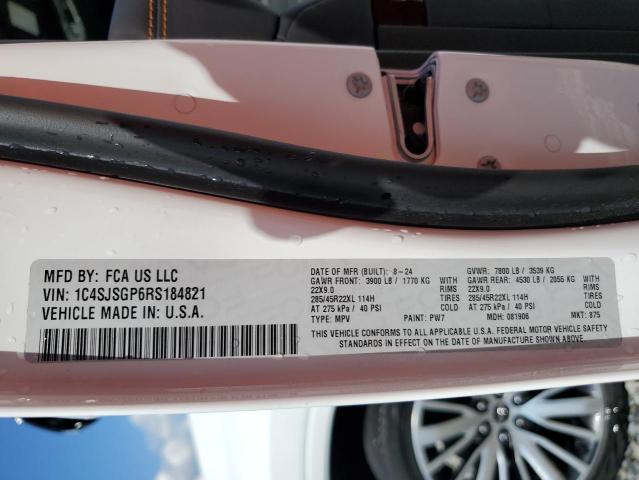 MFD BY: FCA US LLC
VIN: 1C4SJSGP6RS184821
VEHICLE MADE IN: U.S.A.
DATE OF MFR (BUILT): 8-24 GVWR: 7800 LB / 3539 KG
GAWR FRONT: 3900 LB / 1770 KG WITH GAWR REAR: 4530 LB / 2055 KG WITH
22X9.0 RIMS 22X9.0 RIMS
285/45R22XL 114H TIRES 285/45R22XL 114H TIRES
AT 275 kPa / 40 PSI COLD AT 275 kPa / 40 PSI COLD
TYPE: MPV PAINT: PW7 MDH: 081906 MKT: 875
THIS VEHICLE CONFORMS TO ALL APPLICABLE U.S.A. FEDERAL MOTOR VEHICLE SAFETY
STANDARDS IN EFFECT ON THE DATE OF MANUFACTURE SHOWN ABOVE.